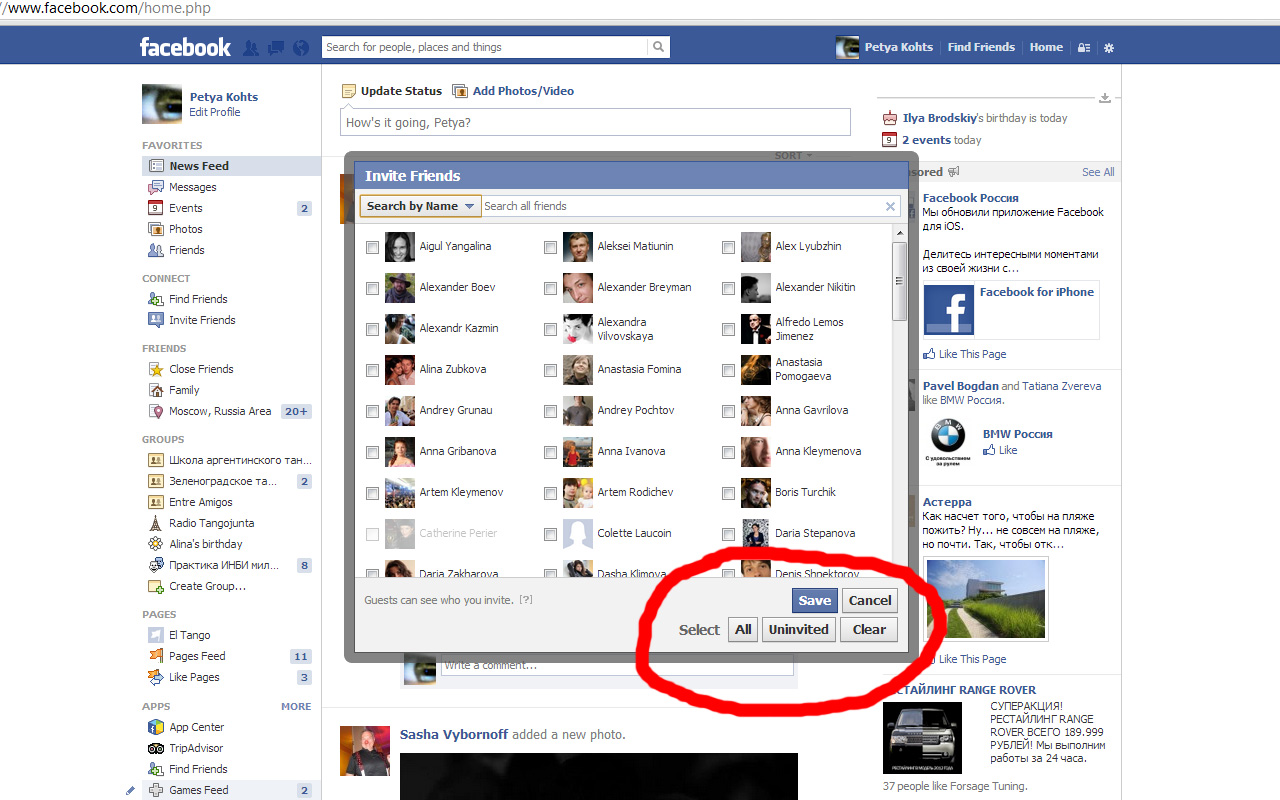 //www.facebook.com/home.php
facebook
Search for people, places and things
Petya Kohts
Find Friends
Home
Petya Kohts
Edit Profile
FAVORITES
News Feed
Messages
Events 2
Photos
Friends
CONNECT
Find Friends
Invite Friends
FRIENDS
Close Friends
Family
Moscow, Russia Area 20+
GROUPS
Школа аргентинского тан...
Зеленоградское та... 2
Entre Amigos
Radio Tangojunta
Alina's birthday
Практика ИНБИ мил... 8
Create Group...
PAGES
El Tango
Pages Feed 11
Like Pages 3
APPS MORE
App Center
TripAdvisor
Find Friends
Games Feed 2
Update Status
Add Photos/Video
How's it going, Petya?
SORT
Invite Friends
Search by Name
Search all friends
Aigul Yangalina
Aleksei Matiunin
Alex Lyubzhin
Alexander Boev
Alexander Breyman
Alexander Nikitin
Alexandr Kazmin
Alexandra
Vilvovskaya
Alfredo Lemos
Jimenez
Alina Zubkova
Anastasia Fomina
Anastasia
Pomogaeva
Andrey Grunau
Andrey Pochtov
Anna Gavrilova
Anna Gribanova
Anna Ivanova
Anna Kleymenova
Artem Kleymenov
Artem Rodichev
Boris Turchik
Catherine Perier
Colette Laucoin
Daria Stepanova
Daria Zakharova
Dasha Klimova
Denis Shnektorov
Guests can see who you invite. [?]
Save
Cancel
Select
All
Uninvited
Clear
Write a comment...
Sasha Vybornoff added a new photo.
Ilya Brodskiy's birthday is today
9
2 events today
sored
See All
Facebook Россия
Мы обновили приложение Facebook
для iOS.
Делитесь интересными моментами
из своей жизни с...
Facebook for iPhone
Like This Page
Pavel Bogdan and Tatiana Zvereva
like BMW Россия.
BMW
С удовольствием
за рулем
BMW Россия
Like
Астерра
Как насчет того, чтобы на пляже
пожить? Ну... не совсем на пляже,
но почти. Так, чтобы отк...
Like This Page
ЕСТАЙЛИНГ RANGE ROVER
СУПЕРАКЦИЯ!
РЕСТАЙЛИНГ RANGE
ROVER ВСЕГО 189.999
РУБЛЕЙ! Мы выполним
работы за 24 часа.
37 people like Forsage Tuning.